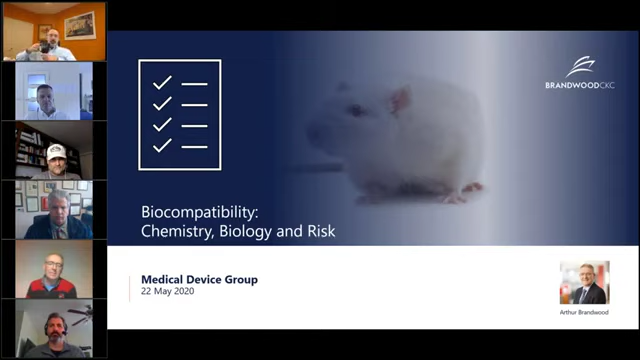 BRANDWOODCKC
Biocompatibility:
Chemistry, Biology and Risk
Medical Device Group
22 May 2020
Arthur Brandwood